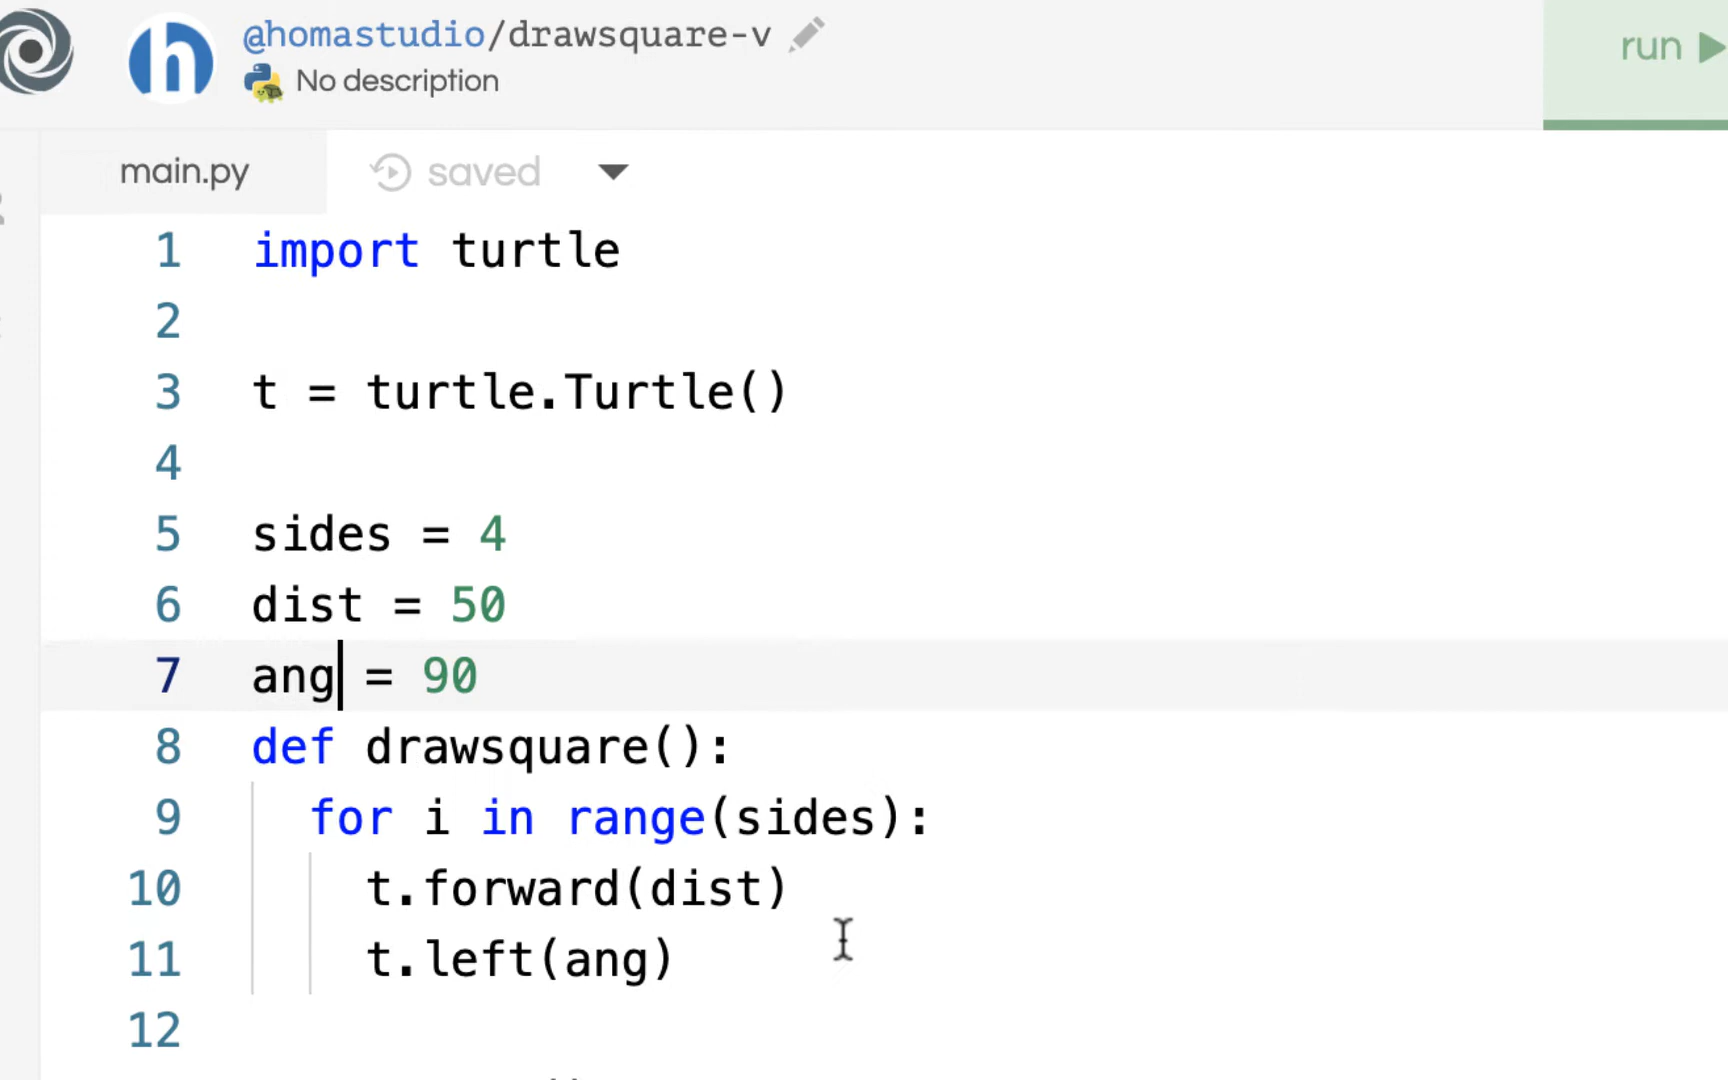 @homastudio/drawsquare-v
No description
run
main.py
saved
1 import turtle
2
3 t = turtle.Turtle()
4
5 sides = 4
6 dist = 50
7 ang = 90
8 def drawsquare():
9 for i in range(sides):
10 t.forward(dist)
11 t.left(ang)
12